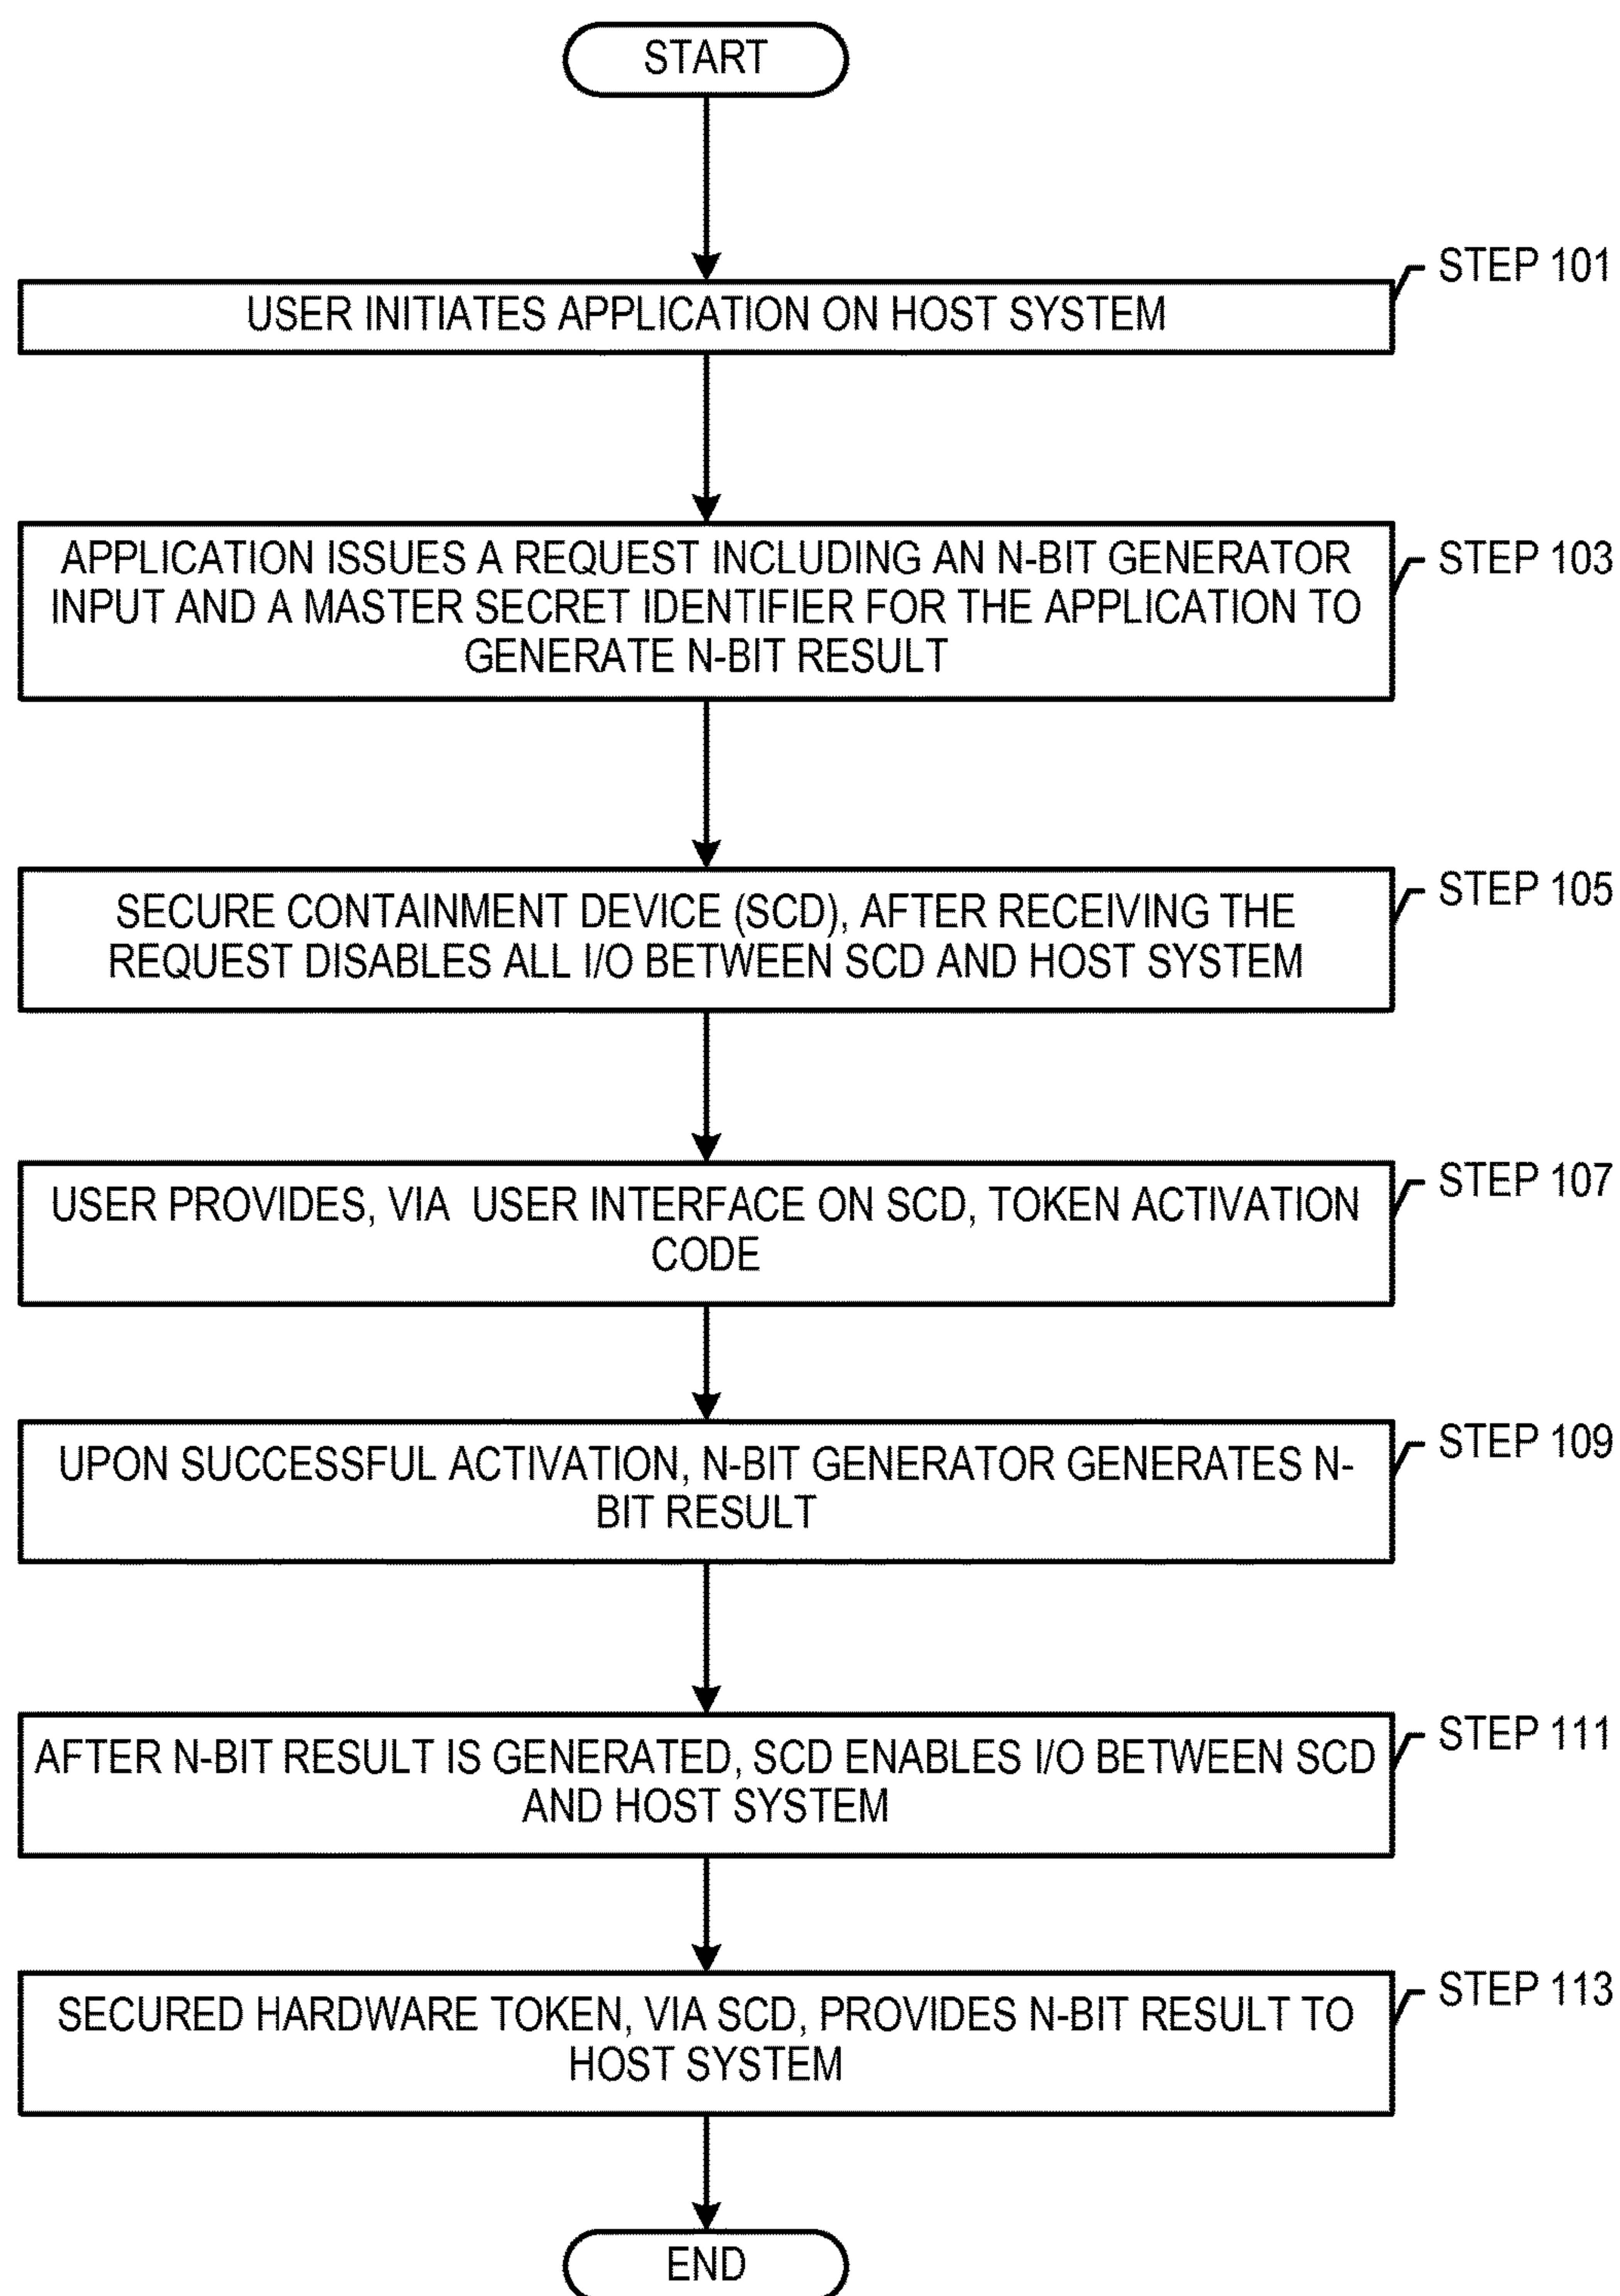 START
STEP 101
USER INITIATES APPLICATION ON HOST SYSTEM
STEP 103
APPLICATION ISSUES A REQUEST INCLUDING AN N-BIT GENERATOR
INPUT AND A MASTER SECRET IDENTIFIER FOR THE APPLICATION TO
GENERATE N-BIT RESULT
STEP 105
SECURE CONTAINMENT DEVICE (SCD), AFTER RECEIVING THE
REQUEST DISABLES ALL I/O BETWEEN SCD AND HOST SYSTEM
STEP 107
USER PROVIDES, VIA USER INTERFACE ON SCD, TOKEN ACTIVATION
CODE
STEP 109
UPON SUCCESSFUL ACTIVATION, N-BIT GENERATOR GENERATES N-
BIT RESULT
STEP 111
AFTER N-BIT RESULT IS GENERATED, SCD ENABLES I/O BETWEEN SCD
AND HOST SYSTEM
STEP 113
SECURED HARDWARE TOKEN, VIA SCD, PROVIDES N-BIT RESULT TO
HOST SYSTEM
END